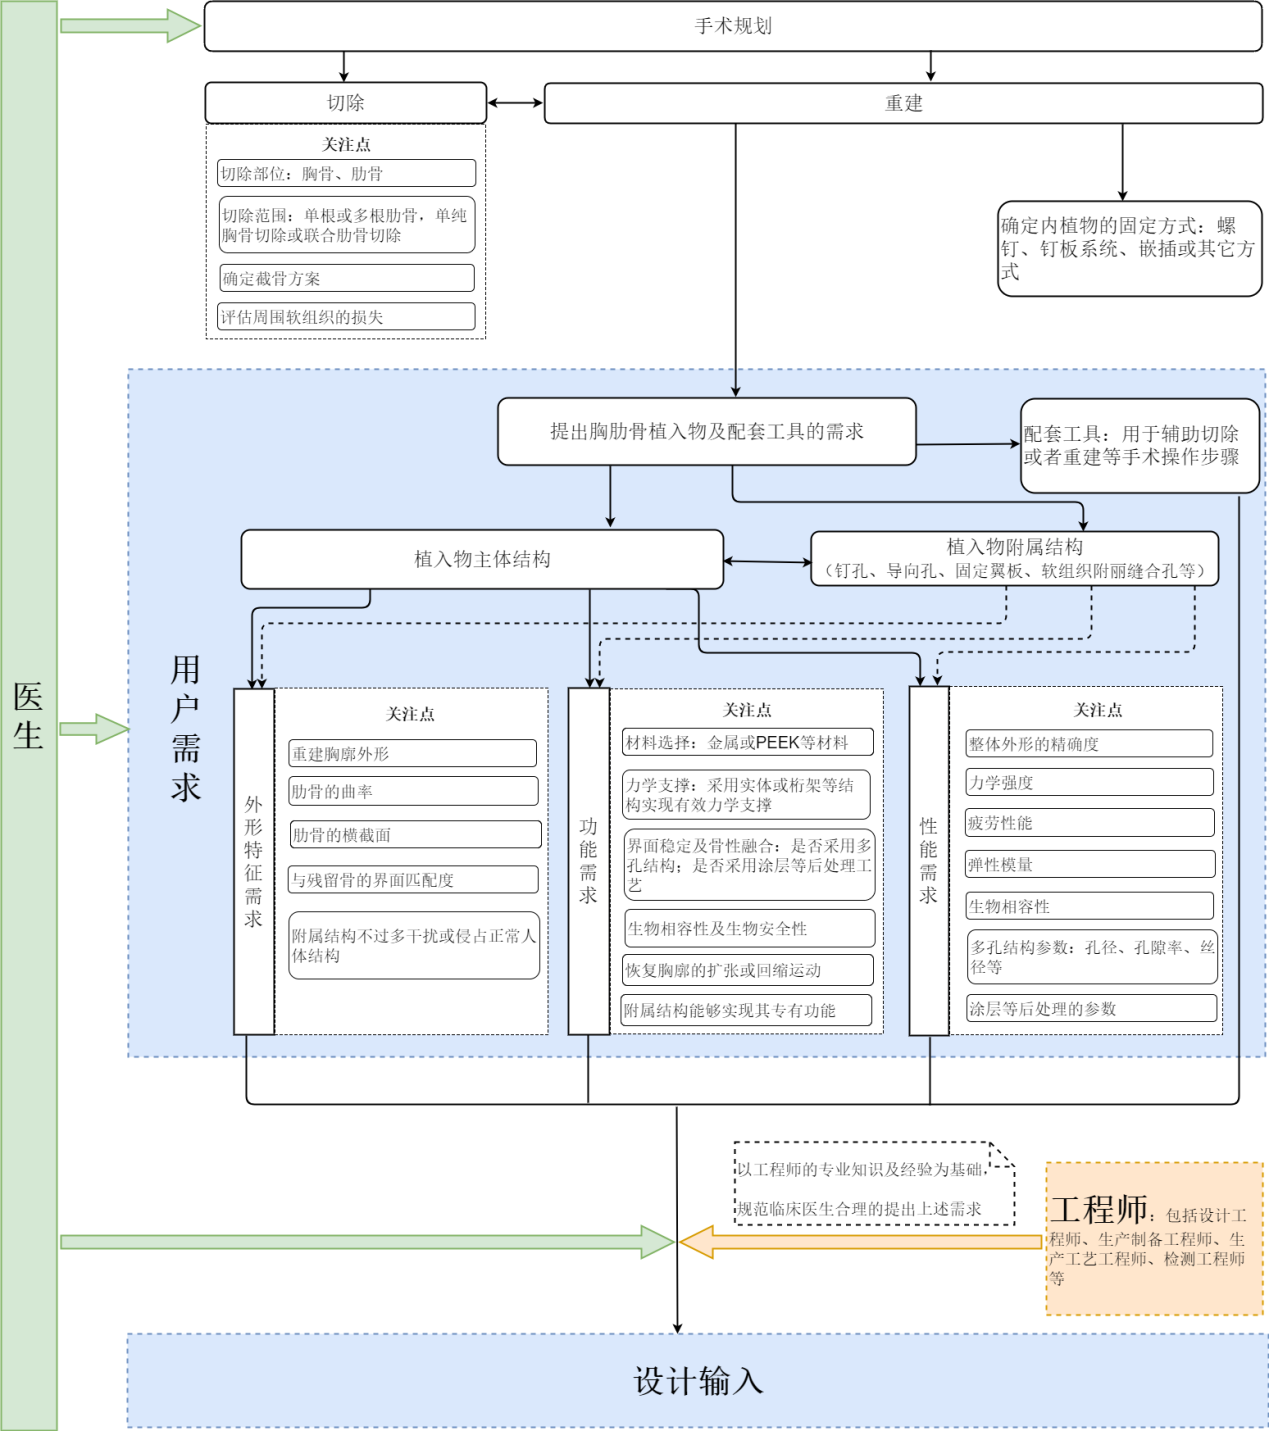 手术规划
切除
重建
关注点
切除部位：胸骨、肋骨
切除范围：单根或多根肋骨，单纯
胸骨切除或联合肋骨切除
确定截骨方案
评估周围软组织的损失
确定内植物的固定方式：螺
钉、钉板系统、嵌插或其它方
式
提出胸肋骨植入物及配套工具的需求
配套工具：用于辅助切除
或者重建等手术操作步骤
植入物主体结构
植入物附属结构
（钉孔、导向孔、固定翼板、软组织附丽缝合孔等）
医生
用户需求
外形特征需求
关注点
重建胸廓外形
肋骨的曲率
肋骨的横截面
与残留骨的界面匹配度
附属结构不过多干扰或侵占正常人
体结构
功能需求
关注点
材料选择：金属或PEEK等材料
力学支撑：采用实体或桁架等结
构实现有效力学支撑
界面稳定及骨性融合：是否采用多
孔结构；是否采用涂层等后处理工
艺
生物相容性及生物安全性
恢复胸廓的扩张或回缩运动
附属结构能够实现其专有功能
性能需求
关注点
整体外形的精确度
力学强度
疲劳性能
弹性模量
生物相容性
多孔结构参数：孔径、孔隙率、丝
径等
涂层等后处理的参数
以工程师的专业知识及经验为基础，
规范临床医生合理的提出上述需求
工程师：包括设计工
程师、生产制备工程师、生
产工艺工程师、检测工程师
等
设计输入